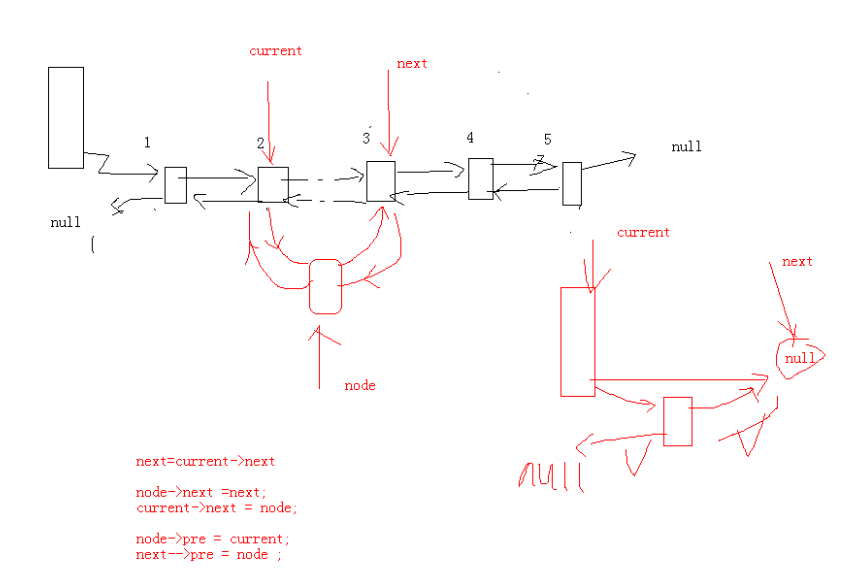 current
next
1
2
3
4
5
null
null
current
next
null
node
null
next=current->next
node->next =next;
current->next = node;
node->pre = current;
next-->pre = node ;